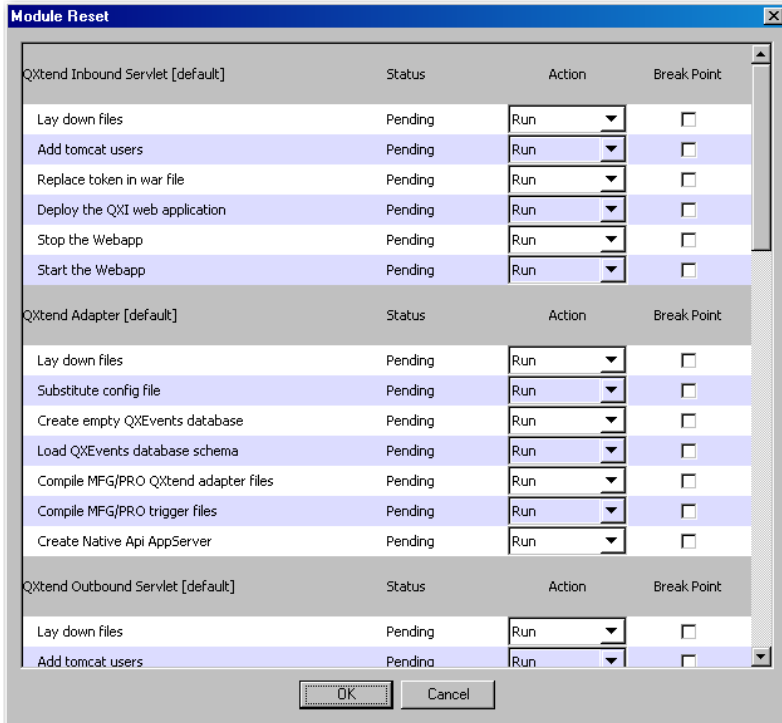 Module Reset
QXtend Inbound Servlet [default] Status Action Break Point
Lay down files Pending Run
Add tomcat users Pending Run
Replace token in war file Pending Run
Deploy the QXI web application Pending Run
Stop the Webapp Pending Run
Start the Webapp Pending Run
QXtend Adapter [default] Status Action Break Point
Lay down files Pending Run
Substitute config file Pending Run
Create empty QXEvents database Pending Run
Load QXEvents database schema Pending Run
Compile MFG/PRO QXtend adapter files Pending Run
Compile MFG/PRO trigger files Pending Run
Create Native Api AppServer Pending Run
QXtend Outbound Servlet [default] Status Action Break Point
Lay down files Pending Run
Add tomcat users Pending Run
OK Cancel